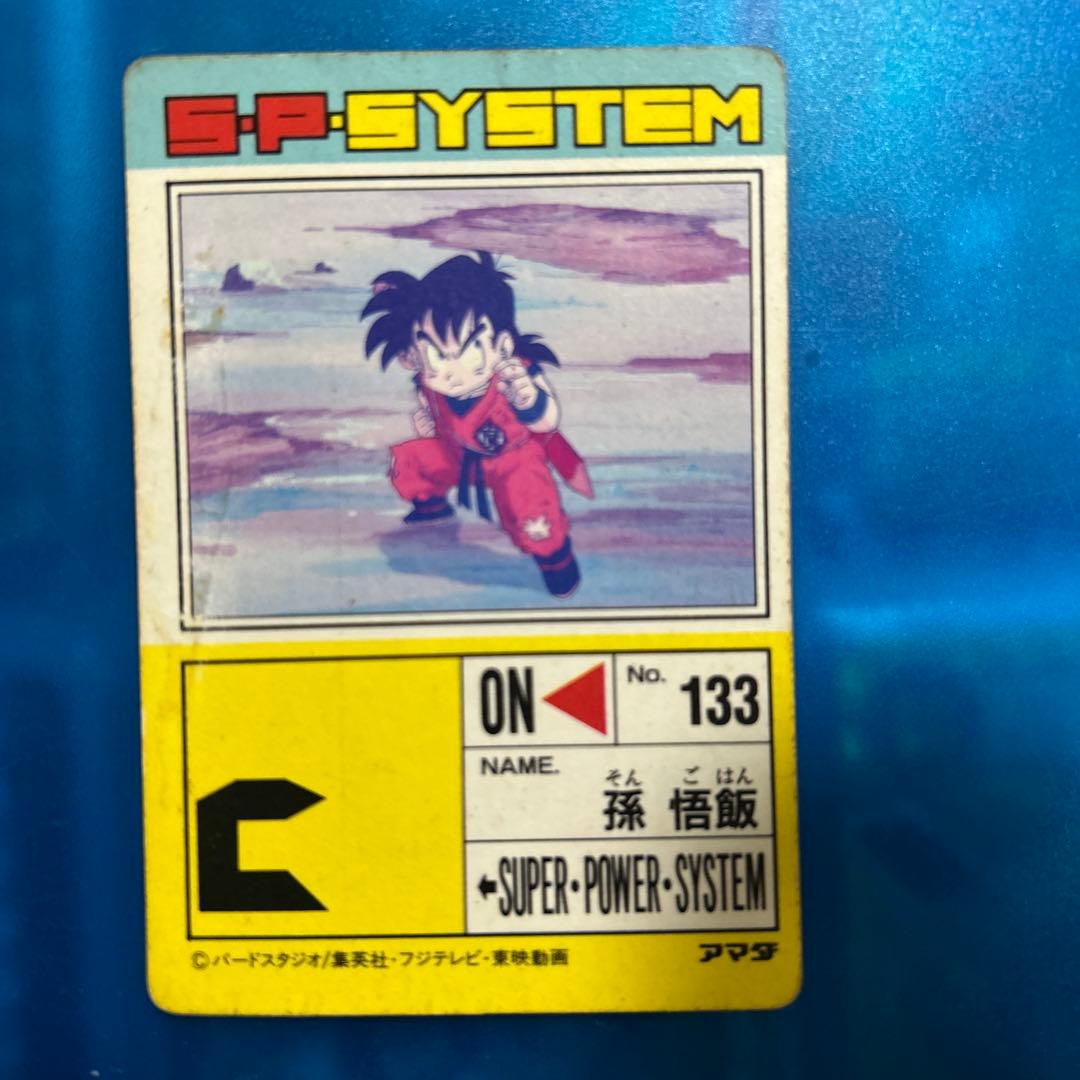 S·P·SYSTEM
ON
No. 133
NAME.
そん ご はん
孫 悟飯
SUPER·POWER·SYSTEM
©バードスタジオ/集英社・フジテレビ・東映動画
アマダ